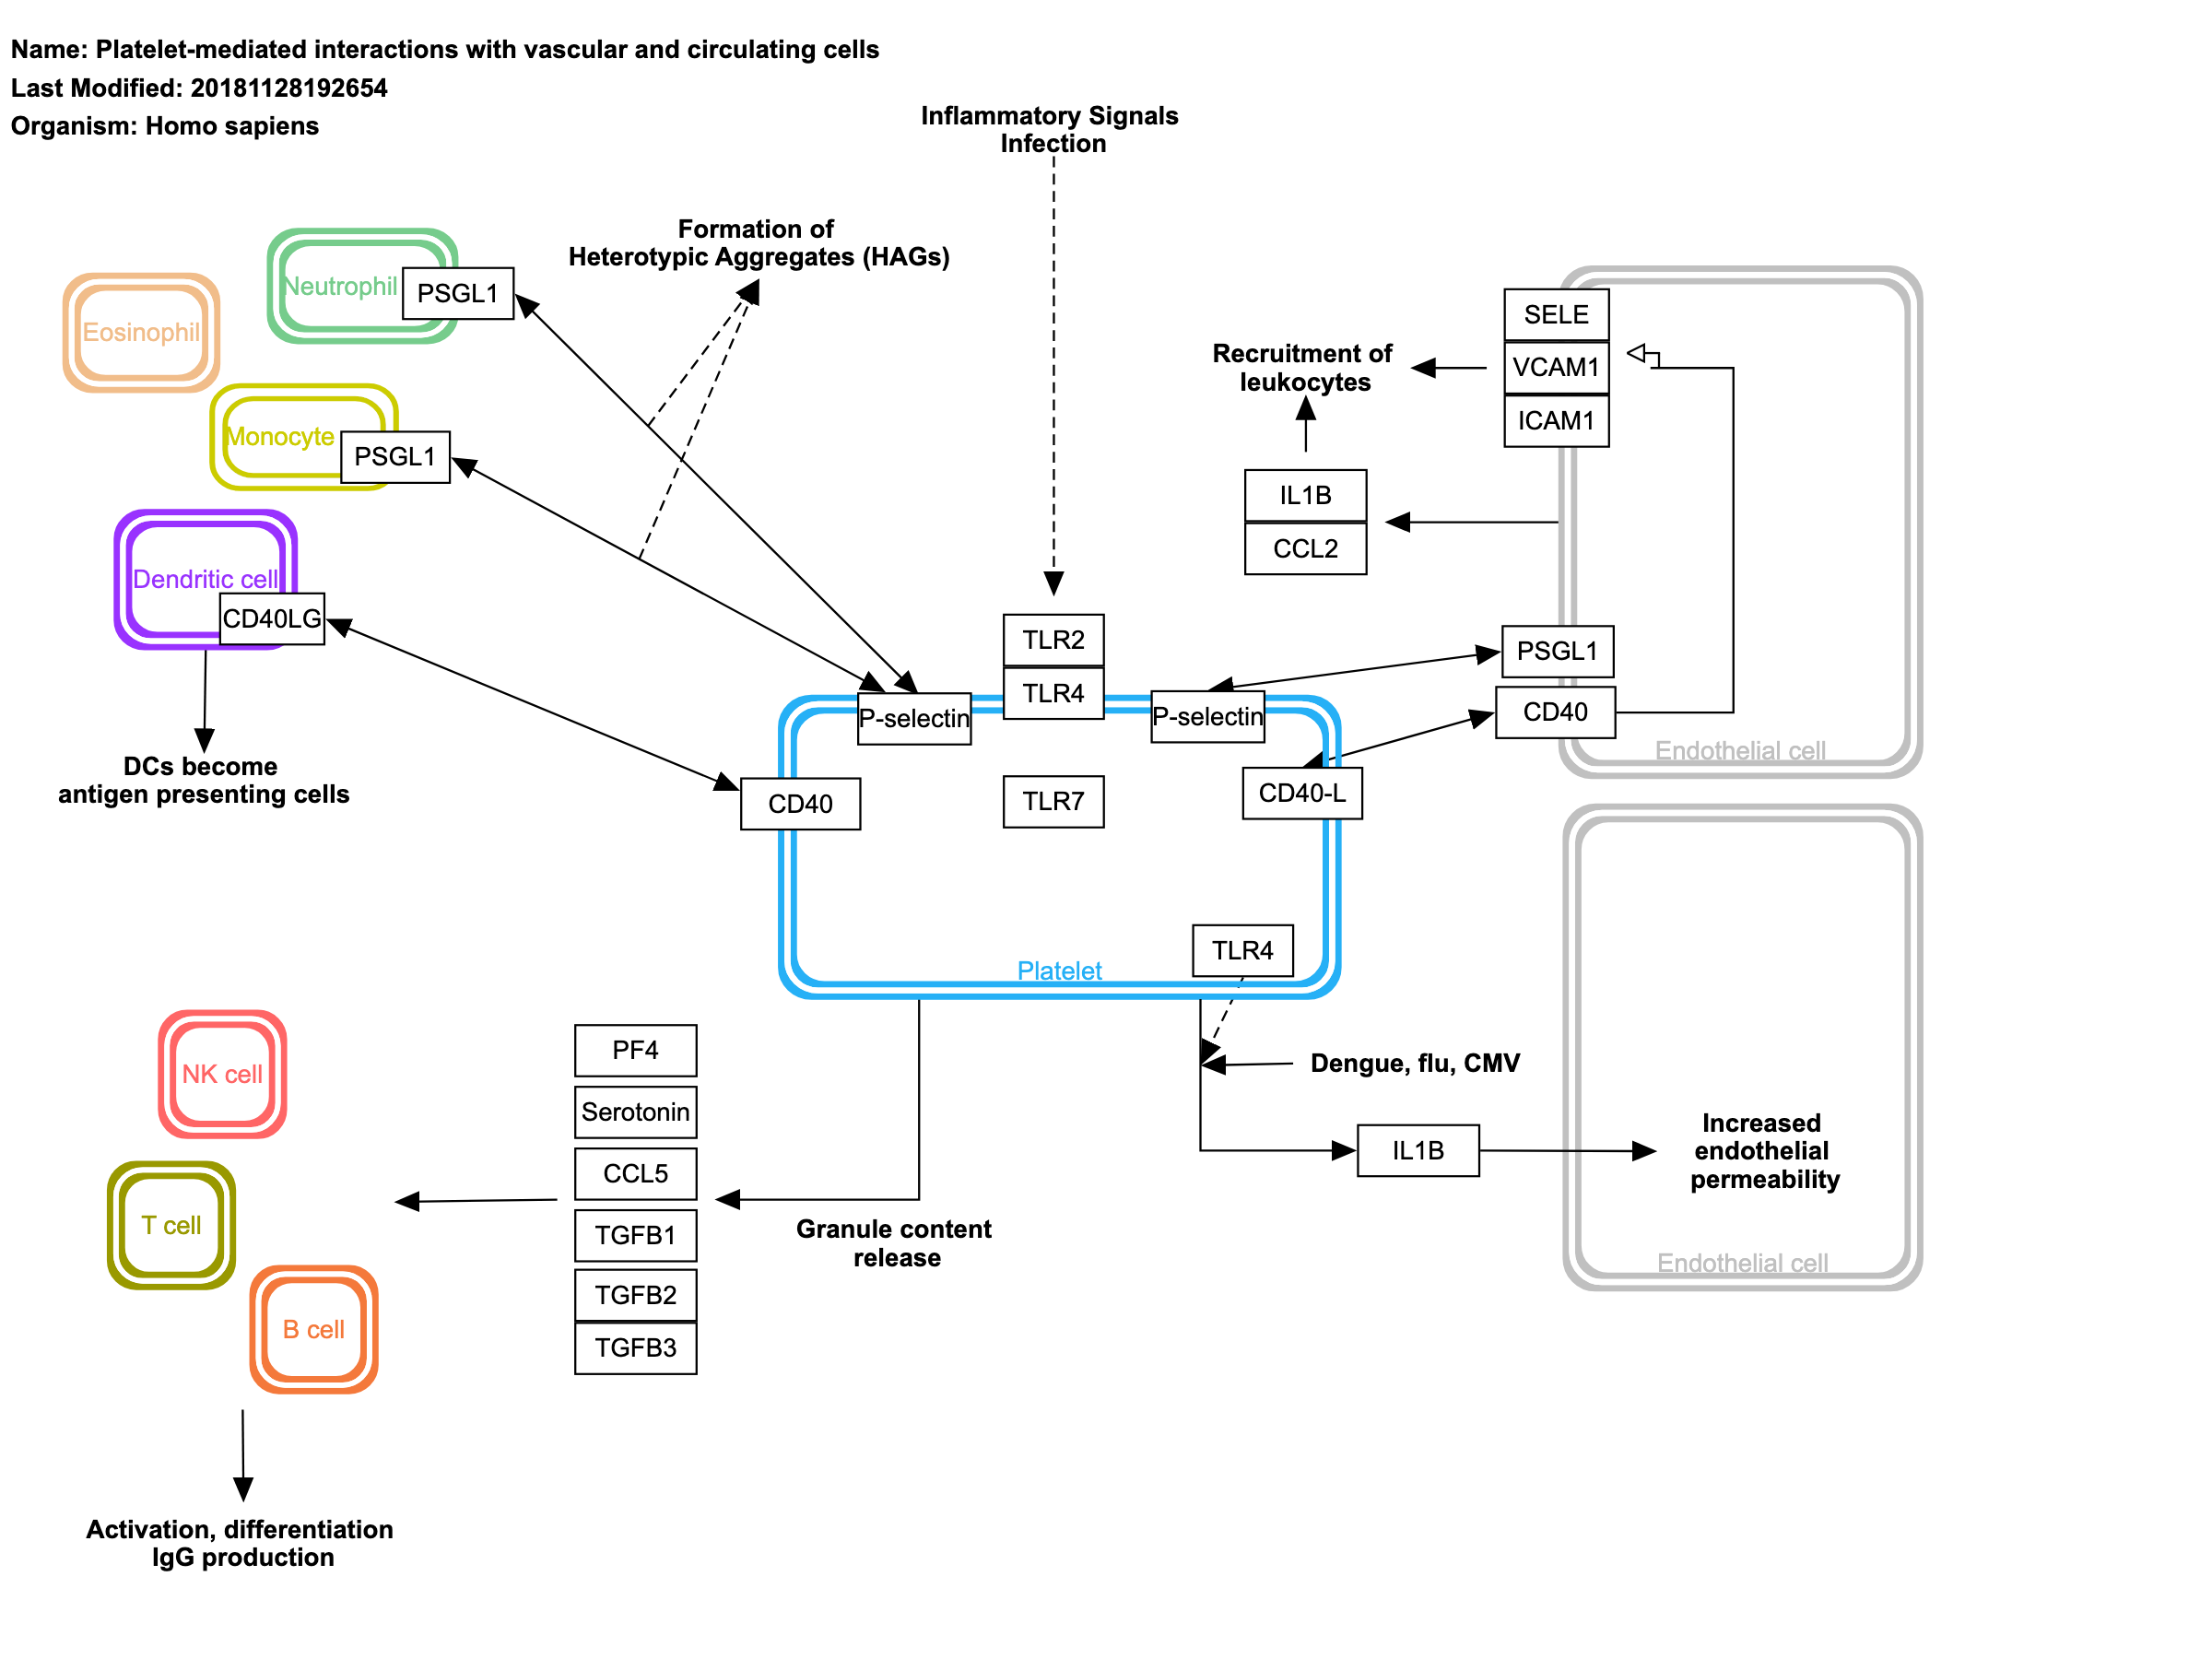 Name: Platelet-mediated interactions with vascular and circulating cells
Last Modified: 20181128192654
Organism: Homo sapiens
Inflammatory Signals
Infection
Formation of
Heterotypic Aggregates (HAGs)
Neutrophil
PSGL1
Eosinophil
Monocyte
PSGL1
Dendritic cell
CD40LG
DCs become
antigen presenting cells
SELE
VCAM1
ICAM1
Recruitment of
leukocytes
IL1B
CCL2
TLR2
TLR4
P-selectin
P-selectin
PSGL1
CD40
Endothelial cell
CD40
TLR7
CD40-L
TLR4
Platelet
NK cell
T cell
B cell
PF4
Serotonin
CCL5
TGFB1
TGFB2
TGFB3
Granule content
release
Dengue, flu, CMV
IL1B
Increased
endothelial
permeability
Endothelial cell
Activation, differentiation
IgG production